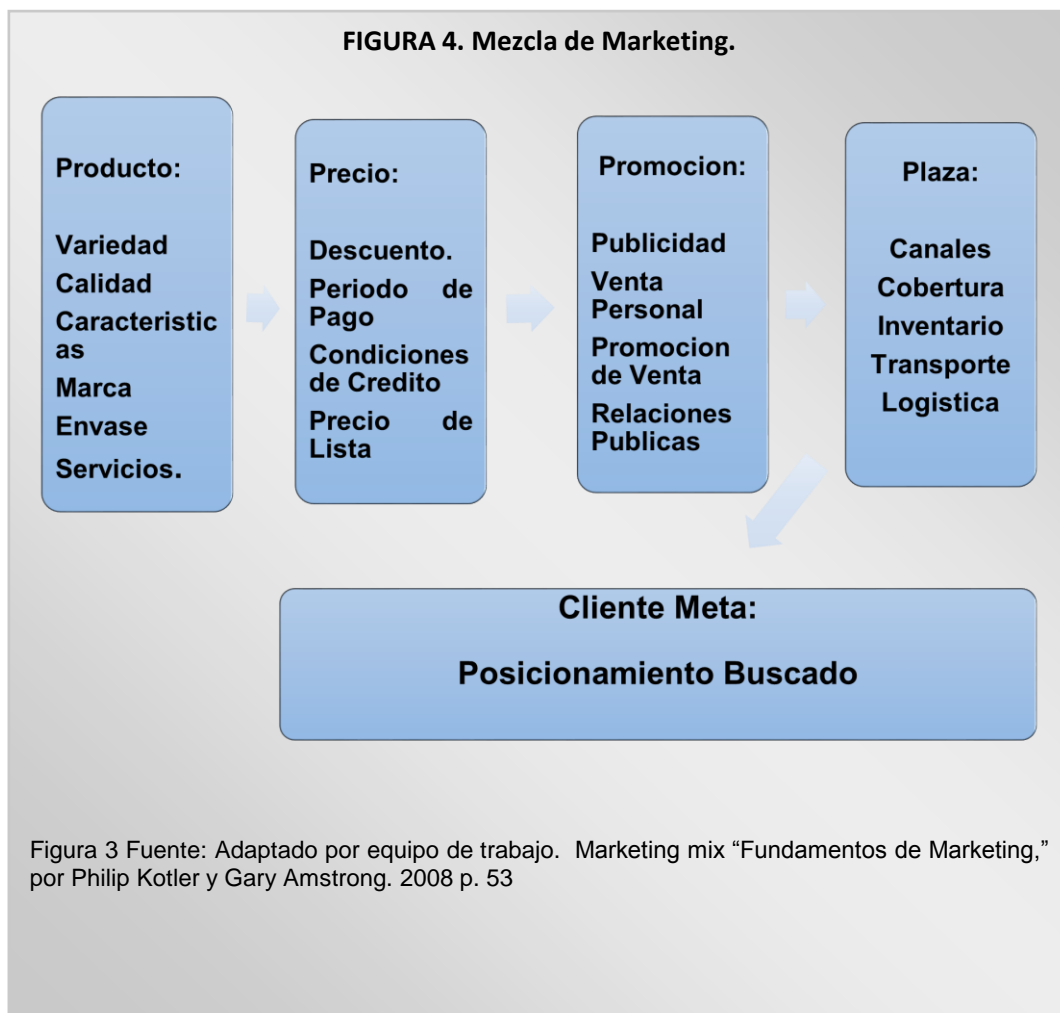 FIGURA 4. Mezcla de Marketing.
Producto:
Variedad
Calidad
Caracteristic
as
Marca
Envase
Servicios.
Precio:
Descuento.
Periodo de
Pago
Condiciones
de Credito
Precio de
Lista
Promocion:
Publicidad
Venta
Personal
Promocion
de Venta
Relaciones
Publicas
Plaza:
Canales
Cobertura
Inventario
Transporte
Logistica
Cliente Meta:
Posicionamiento Buscado
Figura 3 Fuente: Adaptado por equipo de trabajo. Marketing mix “Fundamentos de Marketing,”
por Philip Kotler y Gary Amstrong. 2008 p. 53